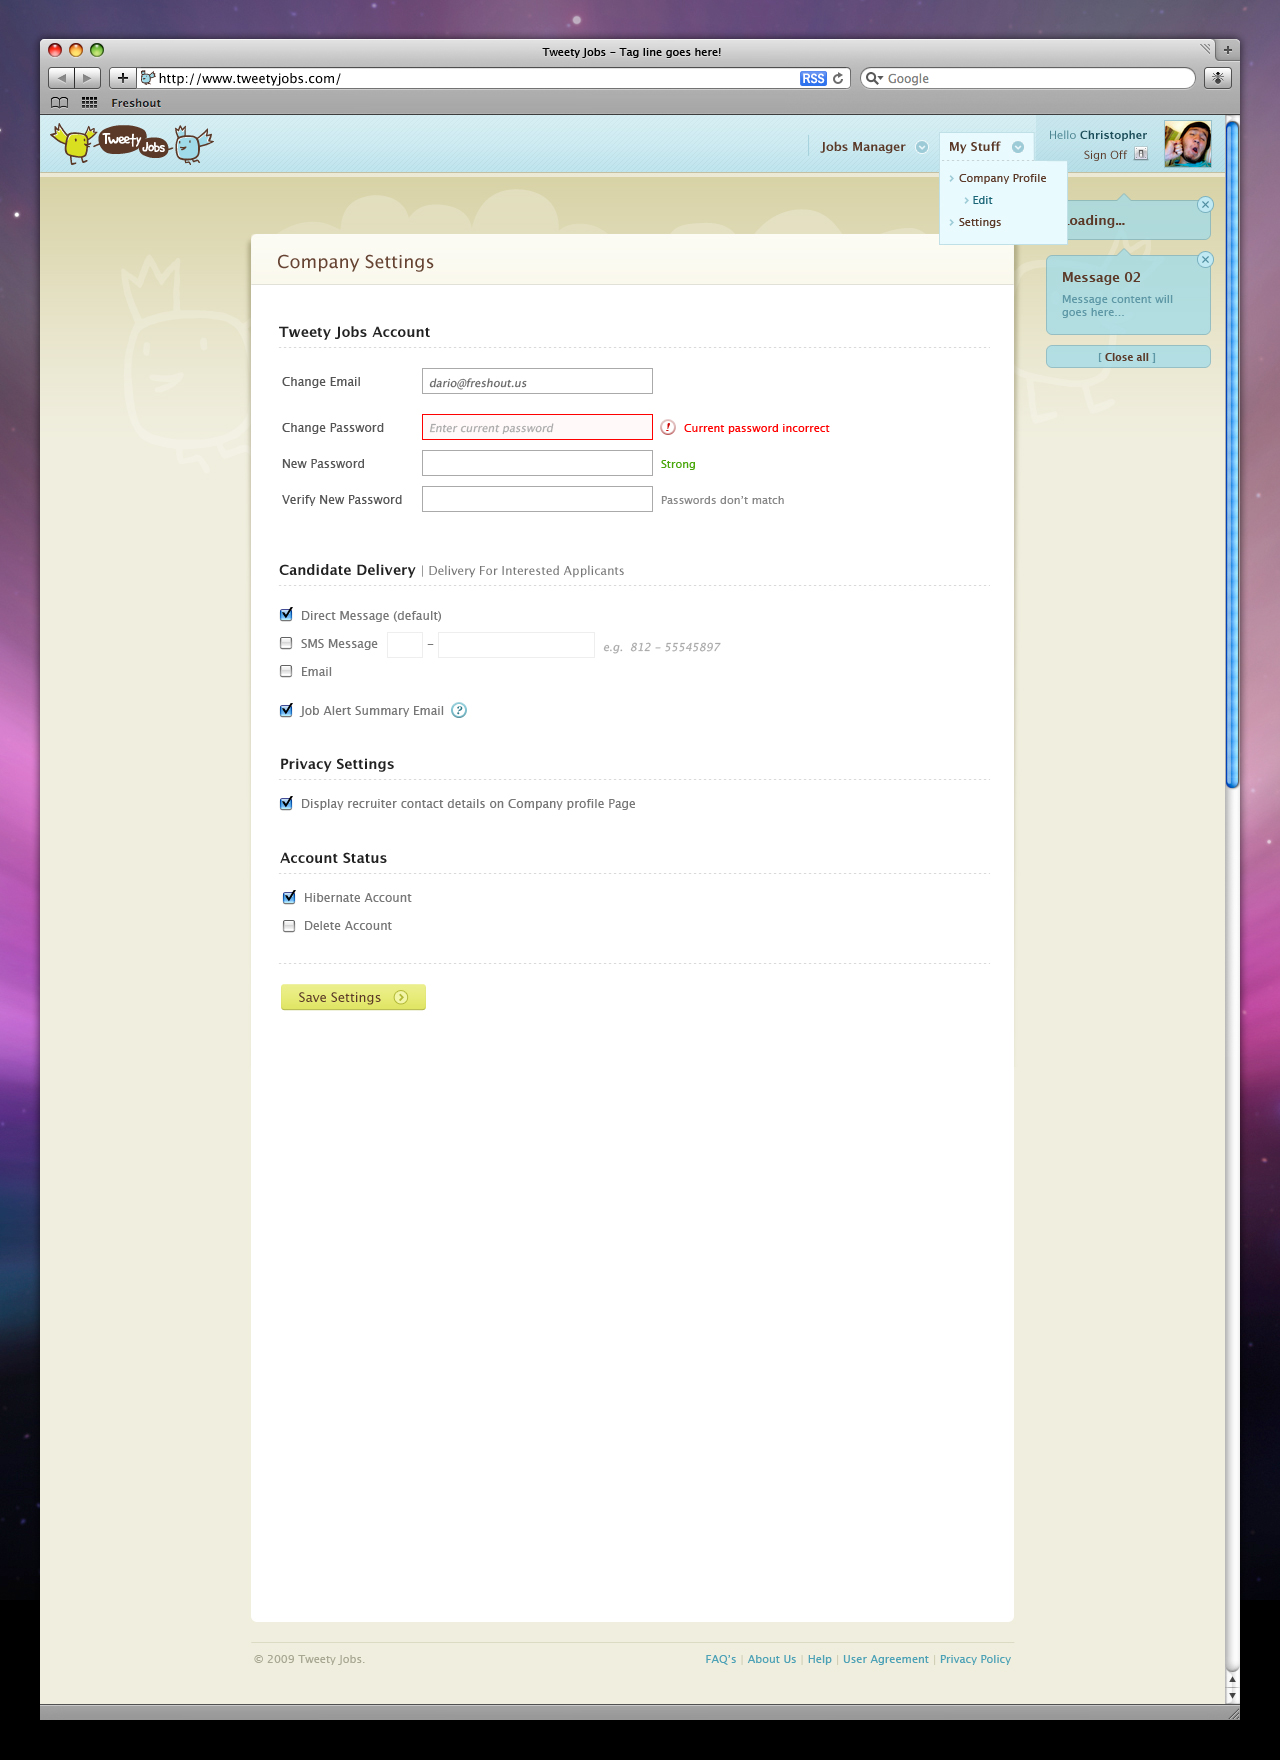 Tweety Jobs – Tag line goes here!
http://www.tweetyjobs.com/
RSS
Google
Freshout
Tweety Jobs
Jobs Manager
My Stuff
Hello Christopher
Sign Off
Company Profile
Edit
Settings
oading...
Message 02
Message content will
goes here...
[ Close all ]
Company Settings
Tweety Jobs Account
Change Email
dario@freshout.us
Change Password
Enter current password
Current password incorrect
New Password
Strong
Verify New Password
Passwords don't match
Candidate Delivery | Delivery For Interested Applicants
Direct Message (default)
SMS Message – e.g. 812 – 55545897
Email
Job Alert Summary Email ?
Privacy Settings
Display recruiter contact details on Company profile Page
Account Status
Hibernate Account
Delete Account
Save Settings
© 2009 Tweety Jobs.
FAQ's | About Us | Help | User Agreement | Privacy Policy